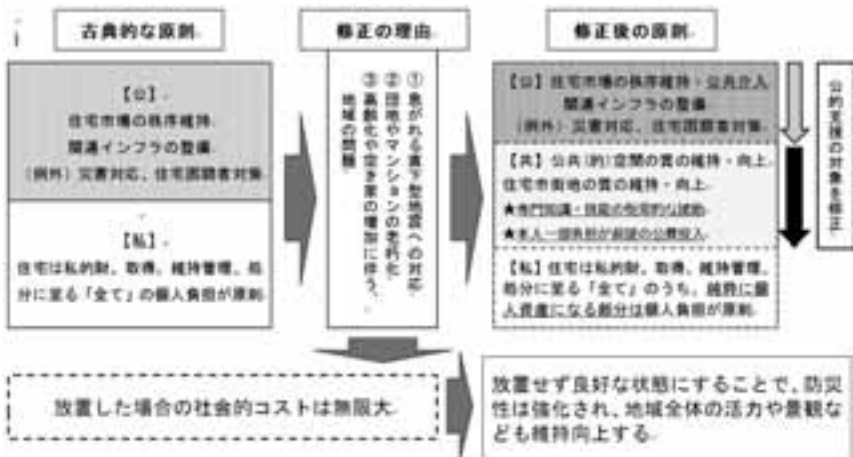 古典的な原則
修正の理由
修正後の原則
【公】
住宅市場の秩序維持
関連インフラの整備
(例外)災害対応、住宅困窮者対策
【私】
住宅は私的財。取得、維持管理、処
分に至る「全て」の個人負担が原則
① 急がれる直下型地震への対応
② 団地やマンションの老朽化
③ 高齢化や空き家の増加に伴う、
地域の問題
【公】住宅市場の秩序維持・公共介入
関連インフラの整備
(例外)災害対応、住宅困窮者対策
【共】公共(的)空間の質の維持・向上
住宅市街地の質の維持・向上
★専門知識・技能の
な援助
★本人一部負担が前提の公費投入
【私】住宅は私的財。取得、維持管理、
処分に至る「全て」のうち、純粋に個
人資産になる部分は個人負担が原則
公的支援の対象を修正
放置した場合の社会的コストは無限大
放置せず良好な状態にすることで、防災
性は強化され、地域全体の活力や景観な
ども維持向上する。